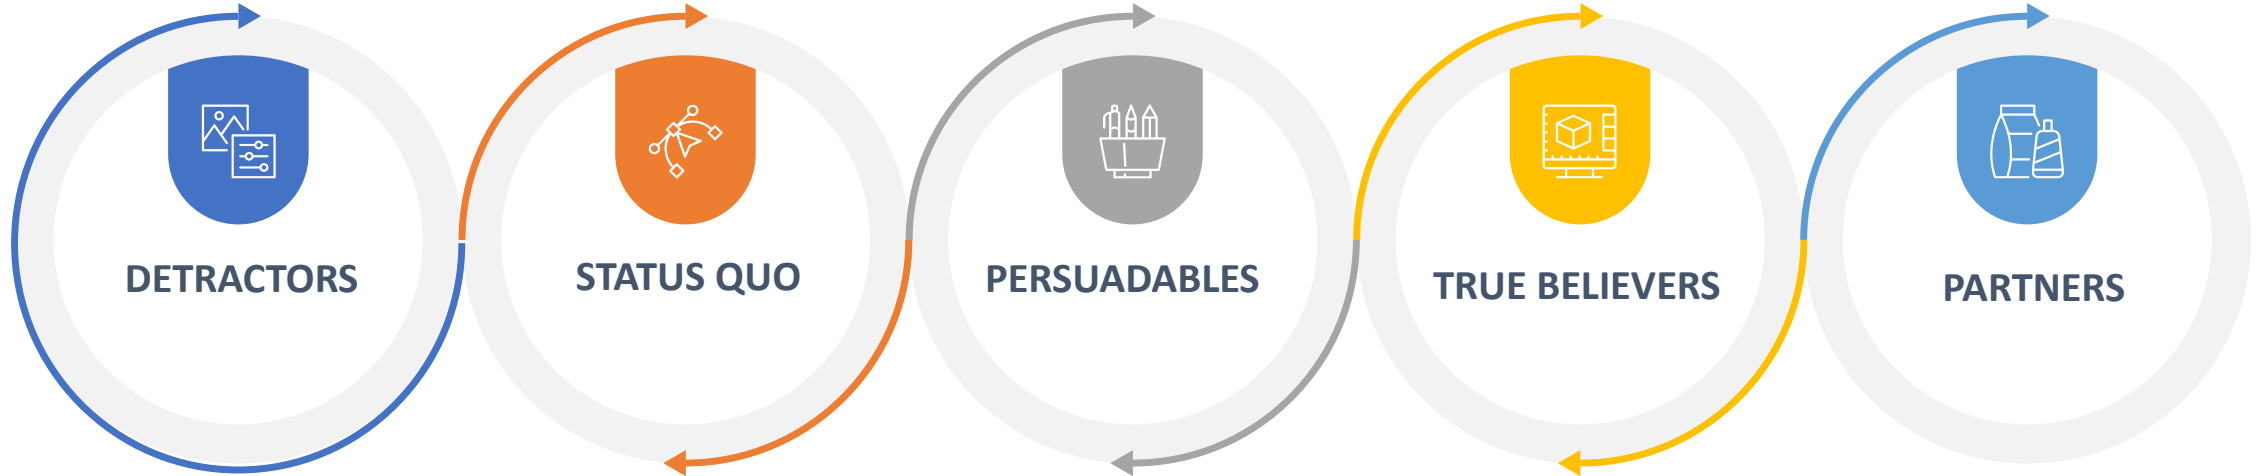 DETRACTORS
STATUS QUO
PERSUADABLES
TRUE BELIEVERS
PARTNERS